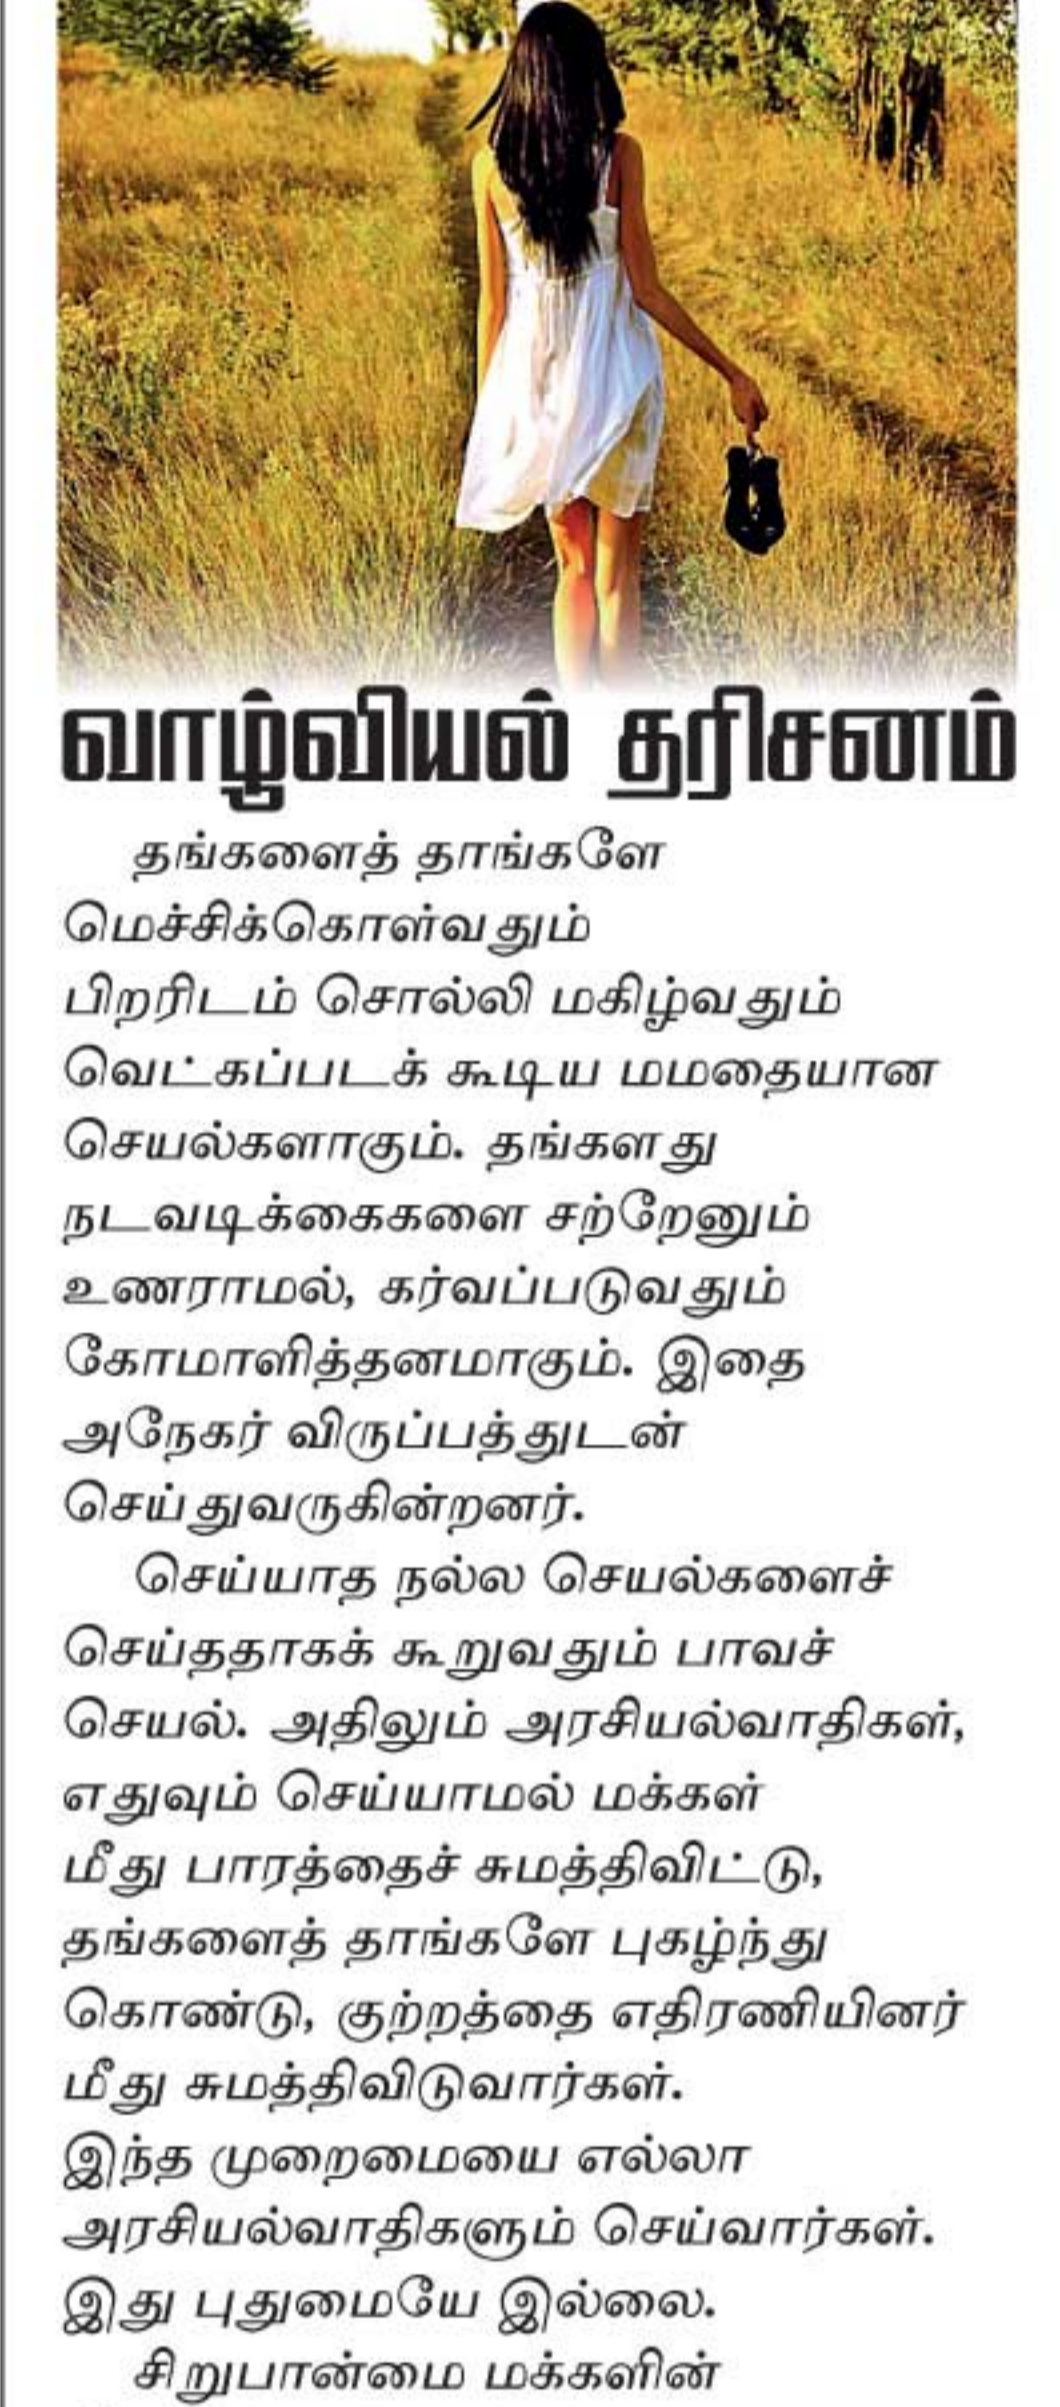 வாழ்வியல் தரிசனம்
தங்களைத் தாங்களே
மெச்சிக்கொள்வதும்
பிறரிடம் சொல்லி மகிழ்வதும்
வெட்கப்படக் கூடிய மமதையான
செயல்களாகும். தங்களது
நடவடிக்கைகளை சற்றேனும்
உணராமல், கர்வப்படுவதும்
கோமாளித்தனமாகும். இதை
அநேகர் விருப்பத்துடன்
செய்துவருகின்றனர்.
செய்யாத நல்ல செயல்களைச்
செய்ததாகக் கூறுவதும் பாவச்
செயல். அதிலும் அரசியல்வாதிகள்,
எதுவும் செய்யாமல் மக்கள்
மீது பாரத்தைச் சுமத்திவிட்டு,
தங்களைத் தாங்களே புகழ்ந்து
கொண்டு, குற்றத்தை எதிரணியினர்
மீது சுமத்திவிடுவார்கள்.
இந்த முறைமையை எல்லா
அரசியல்வாதிகளும் செய்வார்கள்.
இது புதுமையே இல்லை.
சிறுபான்மை மக்களின்